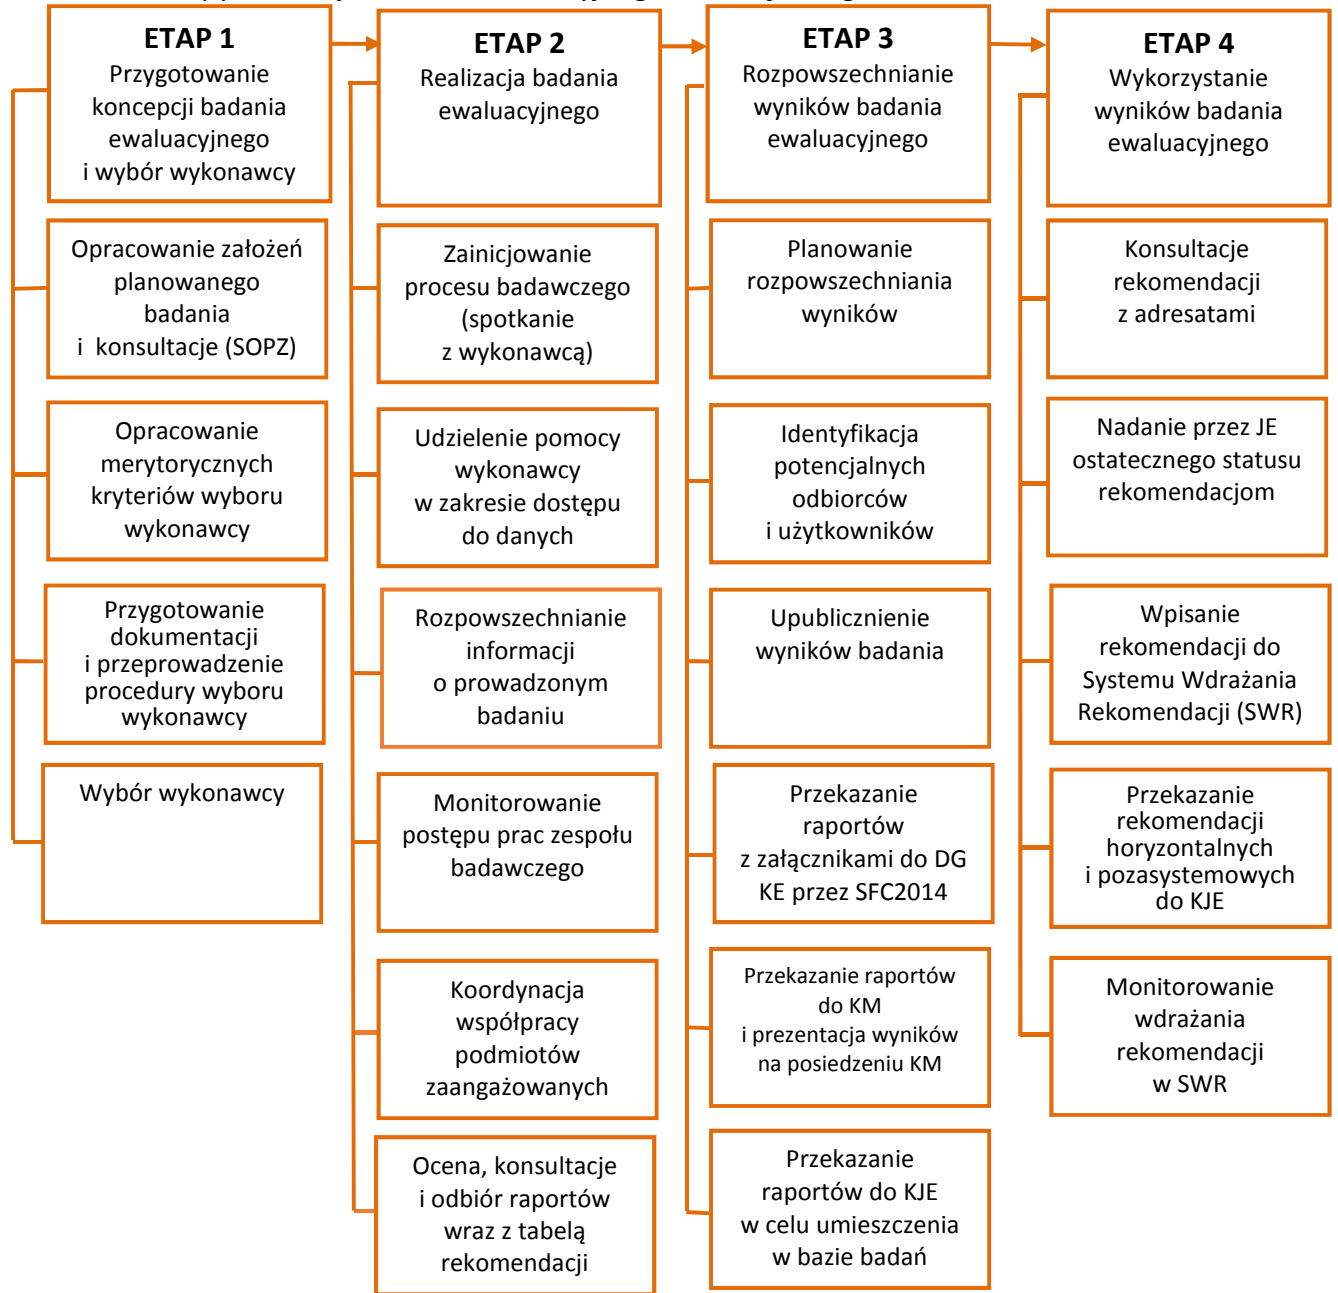 ETAP 1
Przygotowanie
koncepcji badania
ewaluacyjnego
i wybór wykonawcy
Opracowanie założeń
planowanego
badania
i konsultacje (SOPZ)
Opracowanie
merytorycznych
kryteriów wyboru
wykonawcy
Przygotowanie
dokumentacji
i przeprowadzenie
procedury wyboru
wykonawcy
Wybór wykonawcy
ETAP 2
Realizacja badania
ewaluacyjnego
Zainicjowanie
procesu badawczego
(spotkanie
z wykonawcą)
Udzielenie pomocy
wykonawcy
w zakresie dostępu
do danych
Rozpowszechnianie
informacji
o prowadzonym
badaniu
Monitorowanie
postępu prac zespołu
badawczego
Koordynacja
współpracy
podmiotów
zaangażowanych
Ocena, konsultacje
i odbiór raportów
wraz z tabelą
rekomendacji
ETAP 3
Rozpowszechnianie
wyników badania
ewaluacyjnego
Planowanie
rozpowszechniania
wyników
Identyfikacja
potencjalnych
odbiorców
i użytkowników
Upublicznienie
wyników badania
Przekazanie
raportów
z załącznikami do DG
KE przez SFC2014
Przekazanie raportów
do KM
i prezentacja wyników
na posiedzeniu KM
Przekazanie
raportów do KJE
w celu umieszczenia
w bazie badań
ETAP 4
Wykorzystanie
wyników badania
ewaluacyjnego
Konsultacje
rekomendacji
z adresatami
Nadanie przez JE
ostatecznego statusu
rekomendacjom
Wpisanie
rekomendacji do
Systemu Wdrażania
Rekomendacji (SWR)
Przekazanie
rekomendacji
horyzontalnych
i pozasystemowych
do KJE
Monitorowanie
wdrażania
rekomendacji
w SWR